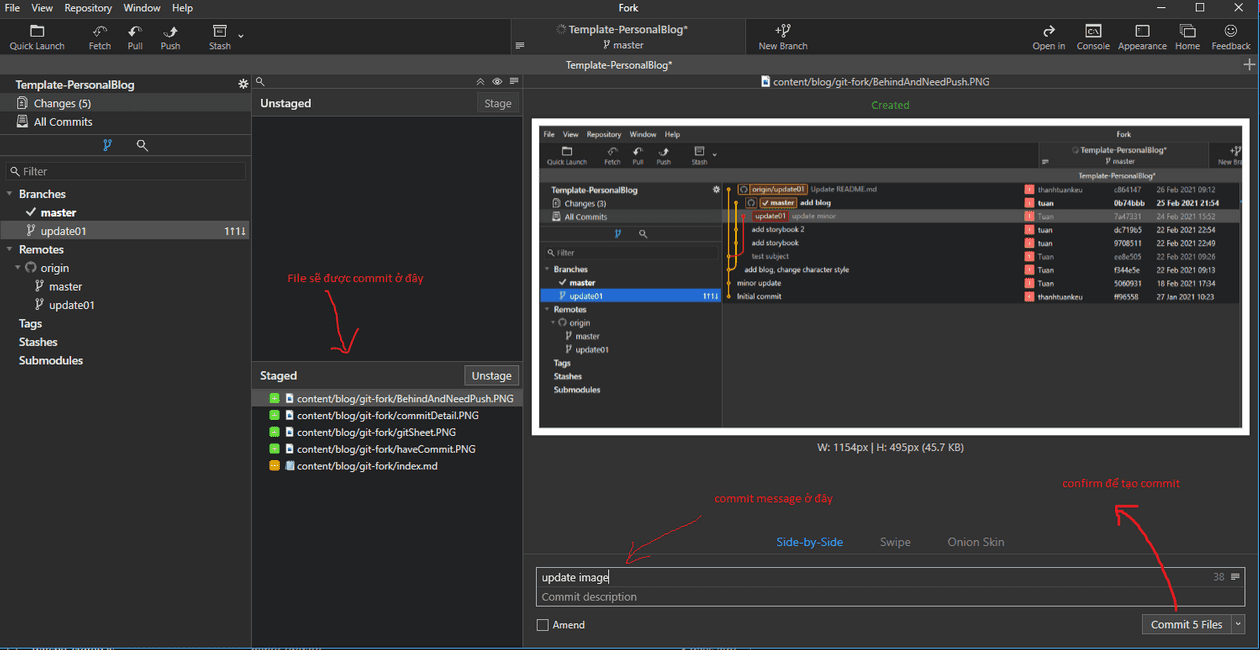 File View Repository Window Help
Fork
Quick Launch Fetch Pull Push Stash
Template-PersonalBlog*
master
New Branch
Open in Console Appearance Home Feedback
Template-PersonalBlog*
Template-PersonalBlog
Changes (5)
All Commits
Filter
Branches
master
update01 1↑1↓
Remotes
origin
master
update01
Tags
Stashes
Submodules
Unstaged Stage
File sẽ được commit ở đây
Staged Unstage
content/blog/git-fork/BehindAndNeedPush.PNG
content/blog/git-fork/commitDetail.PNG
content/blog/git-fork/gitSheet.PNG
content/blog/git-fork/haveCommit.PNG
content/blog/git-fork/index.md
content/blog/git-fork/BehindAndNeedPush.PNG
Created
File View Repository Window Help
Fork
Quick Launch Fetch Pull Push Stash
Template-PersonalBlog*
master
New Bra
Template-PersonalBlog*
Template-PersonalBlog
Changes (3)
All Commits
Filter
Branches
master
update01 1↑1↓
Remotes
origin
master
update01
Tags
Stashes
Submodules
origin/update01 Update README.md thanhtuankeu c864147 26 Feb 2021 09:12
master add blog tuan 0b74bbb 25 Feb 2021 21:54
update01 update minor Tuan 7a47331 24 Feb 2021 15:52
add storybook 2 tuan dc719b5 22 Feb 2021 22:54
add storybook tuan 9708511 22 Feb 2021 22:49
test subject Tuan ee8e505 22 Feb 2021 09:26
add blog, change character style Tuan f344e5e 22 Feb 2021 09:13
minor update Tuan 5060931 18 Feb 2021 17:34
Initial commit thanhtuankeu ff96558 27 Jan 2021 10:23
W: 1154px | H: 495px (45.7 KB)
commit message ở đây
confirm để tạo commit
Side-by-Side Swipe Onion Skin
update image 38
Commit description
Amend
Commit 5 Files